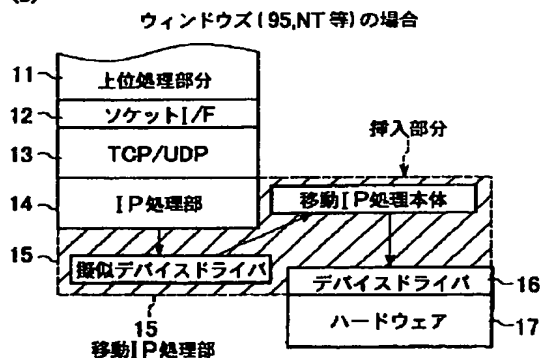 ウィンドウズ(95,NT等)の場合
11 上位処理部分
12 ソケットI/F
13 TCP/UDP
挿入部分
14 IP処理部
移動IP処理本体
15 擬似デバイスドライバ
デバイスドライバ 16
15
移動IP処理部
ハードウェア 17